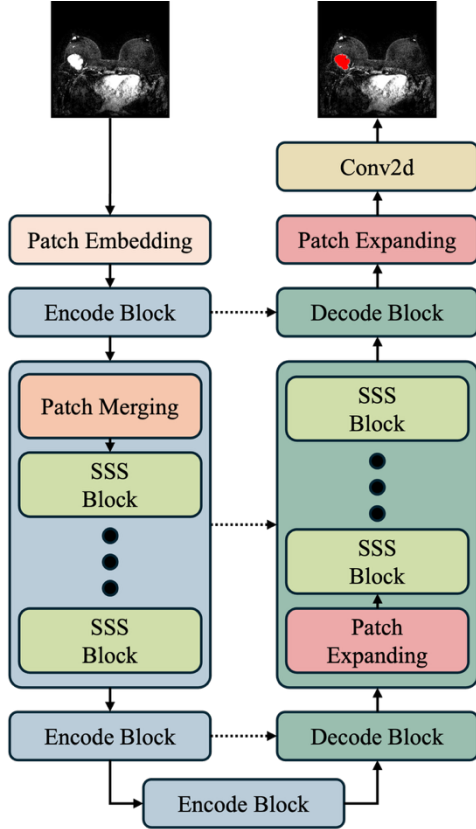 Patch Embedding
Encode Block
Patch Merging
SSS
Block
SSS
Block
Encode Block
Encode Block
Conv2d
Patch Expanding
Decode Block
SSS
Block
SSS
Block
Patch
Expanding
Decode Block